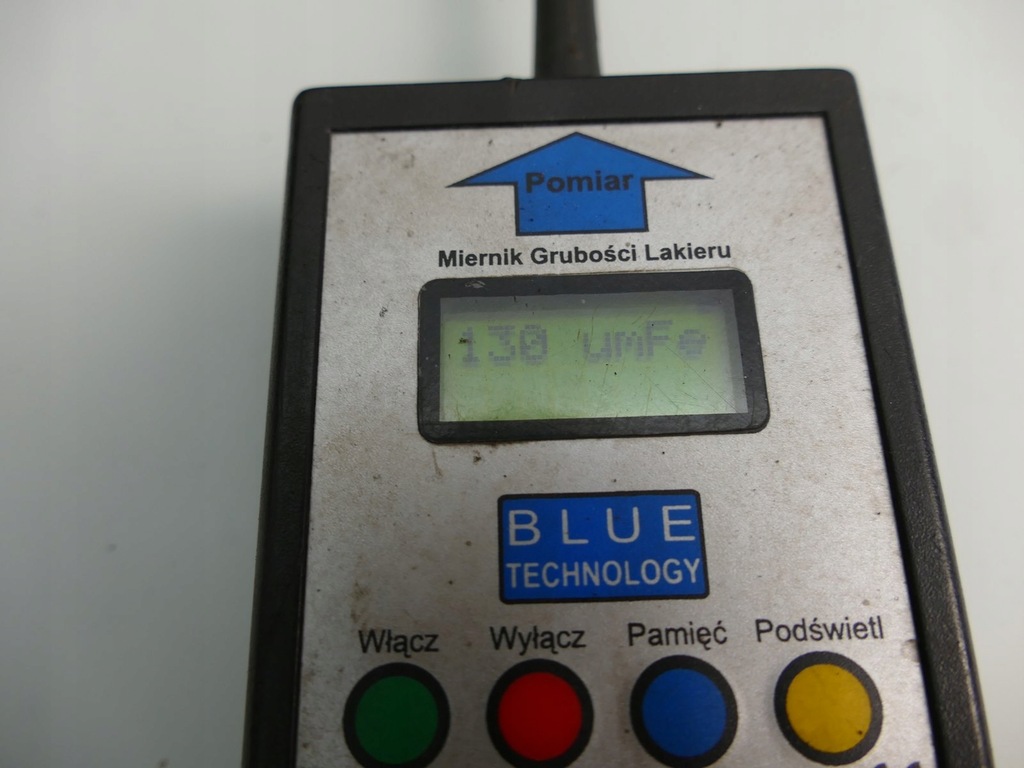 Pomiar
Miernik Grubości Lakieru
130 umFe
BLUE
TECHNOLOGY
Włącz Wyłącz Pamięć Podświetl